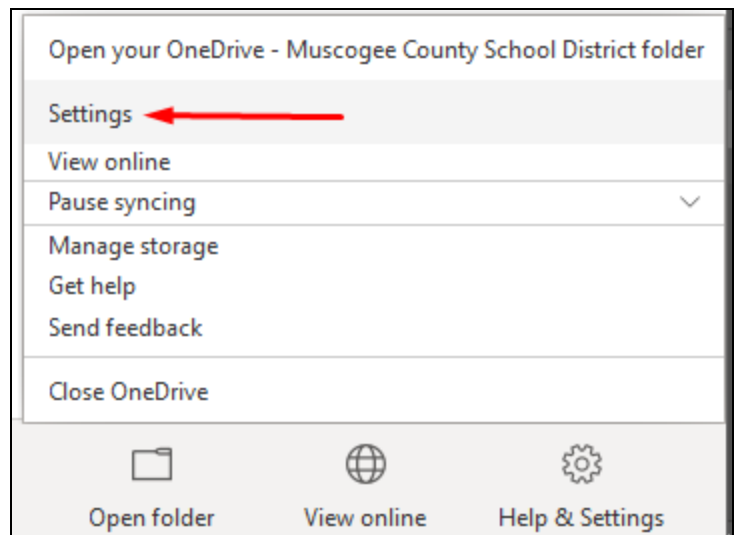 Open your OneDrive - Muscogee County School District folder
Settings
View online
Pause syncing
Manage storage
Get help
Send feedback
Close OneDrive
Open folder
View online
Help & Settings